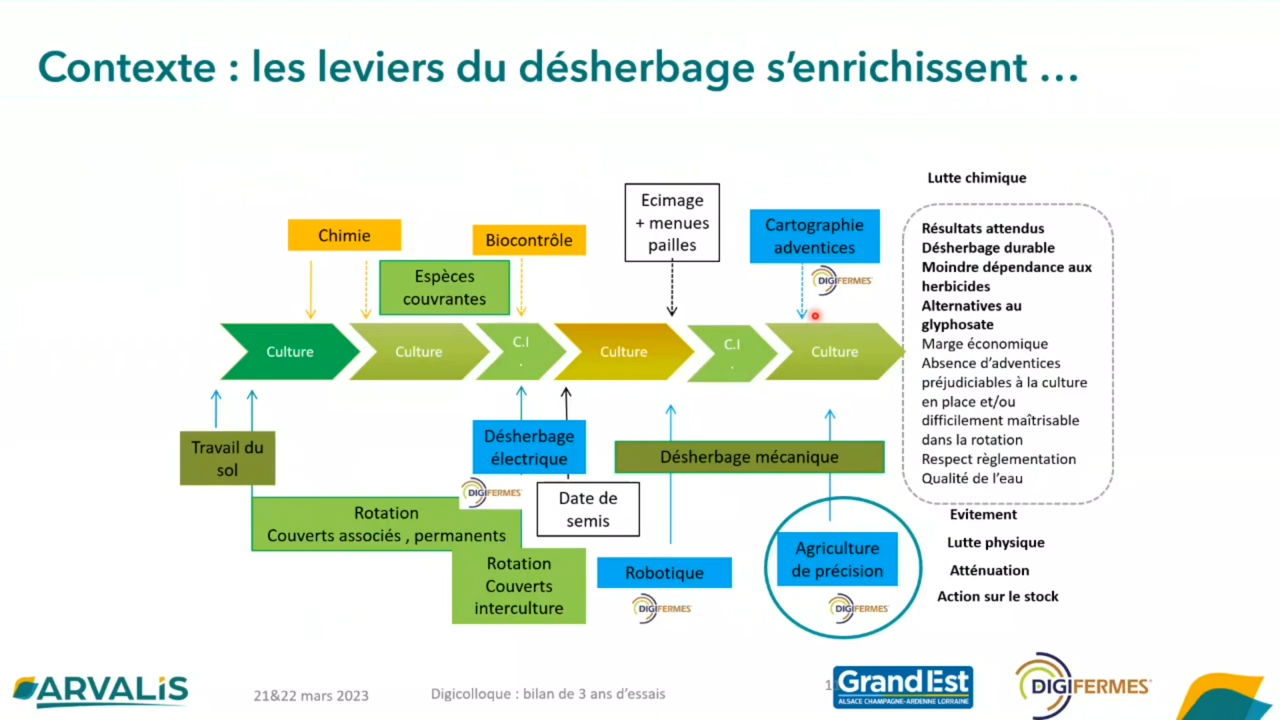 Contexte : les leviers du désherbage s'enrichissent ...
Lutte chimique
Ecimage
+ menues
pailles
Cartographie
adventices
Chimie
Biocontrôle
Espèces
couvrantes
DIGIFERMES
Culture
Culture
C.I
.
Culture
C.I
.
Culture
Résultats attendus
Désherbage durable
Moindre dépendance aux
herbicides
Alternatives au
glyphosate
Marge économique
Absence d'adventices
préjudiciables à la culture
en place et/ou
difficilement maîtrisable
dans la rotation
Respect règlementation
Qualité de l'eau
Travail du
sol
Désherbage
électrique
Désherbage mécanique
DIGIFERMES
Date de
semis
Rotation
Couverts associés , permanents
Rotation
Couverts
interculture
Robotique
DIGIFERMES
Agriculture
de précision
DIGIFERMES
Evitement
Lutte physique
Atténuation
Action sur le stock
ARVALIS
21&22 mars 2023
Digicolloque : bilan de 3 ans d'essais
Grand Est
ALSACE CHAMPAGNE-ARDENNE LORRAINE
DIGIFERMES